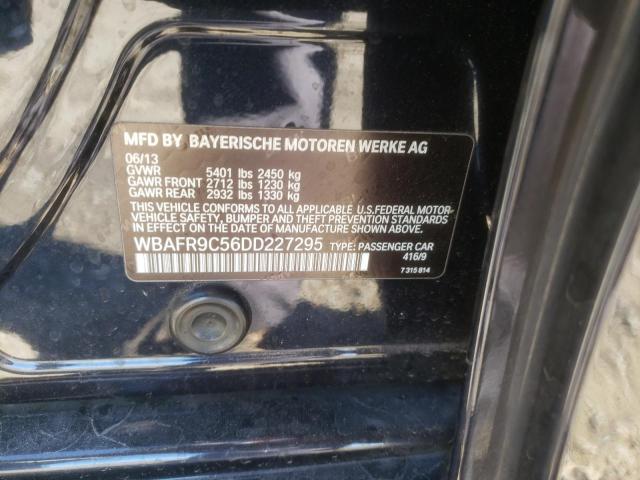 MFD BY BAYERISCHE MOTOREN WERKE AG
06/13
GVWR 5401 lbs 2450 kg
GAWR FRONT 2712 lbs 1230 kg
GAWR REAR 2932 lbs 1330 kg
THIS VEHICLE CONFORMS TO ALL APPLICABLE U.S.FEDERAL MOTOR
VEHICLE SAFETY, BUMPER, AND THEFT PREVENTION STANDARDS
IN EFFECT ON THE DATE OF MANUFACTURE SHOWN ABOVE.
WBAFR9C56DD227295 TYPE: PASSENGER CAR
416/9
7 315 814